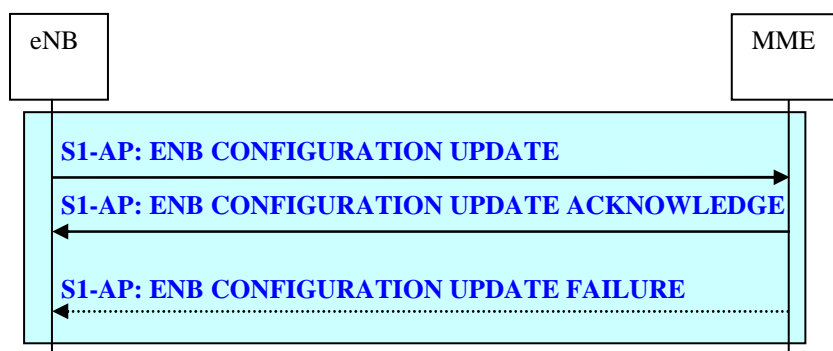 eNB
MME
S1-AP: ENB CONFIGURATION UPDATE
S1-AP: ENB CONFIGURATION UPDATE ACKNOWLEDGE
S1-AP: ENB CONFIGURATION UPDATE FAILURE